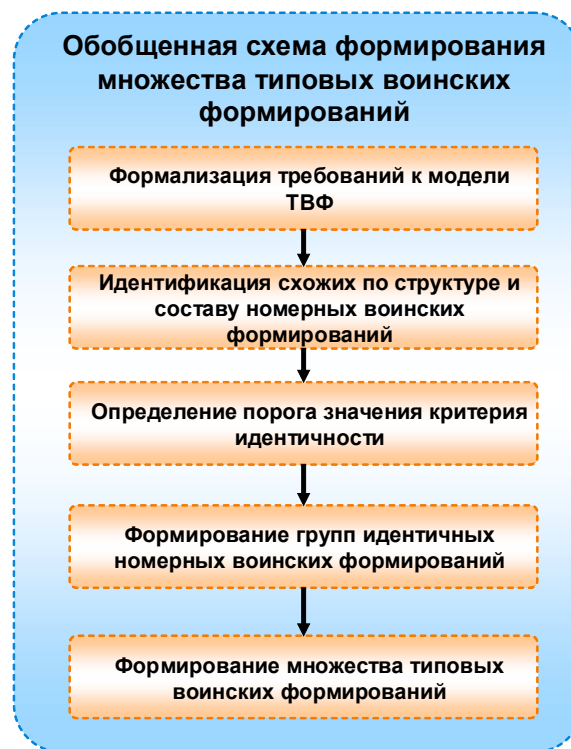 Обобщенная схема формирования
множества типовых воинских
формирований
Формализация требований к модели
ТВФ
Идентификация схожих по структуре и
составу номерных воинских
формирований
Определение порога значения критерия
идентичности
Формирование групп идентичных
номерных воинских формирований
Формирование множества типовых
воинских формирований